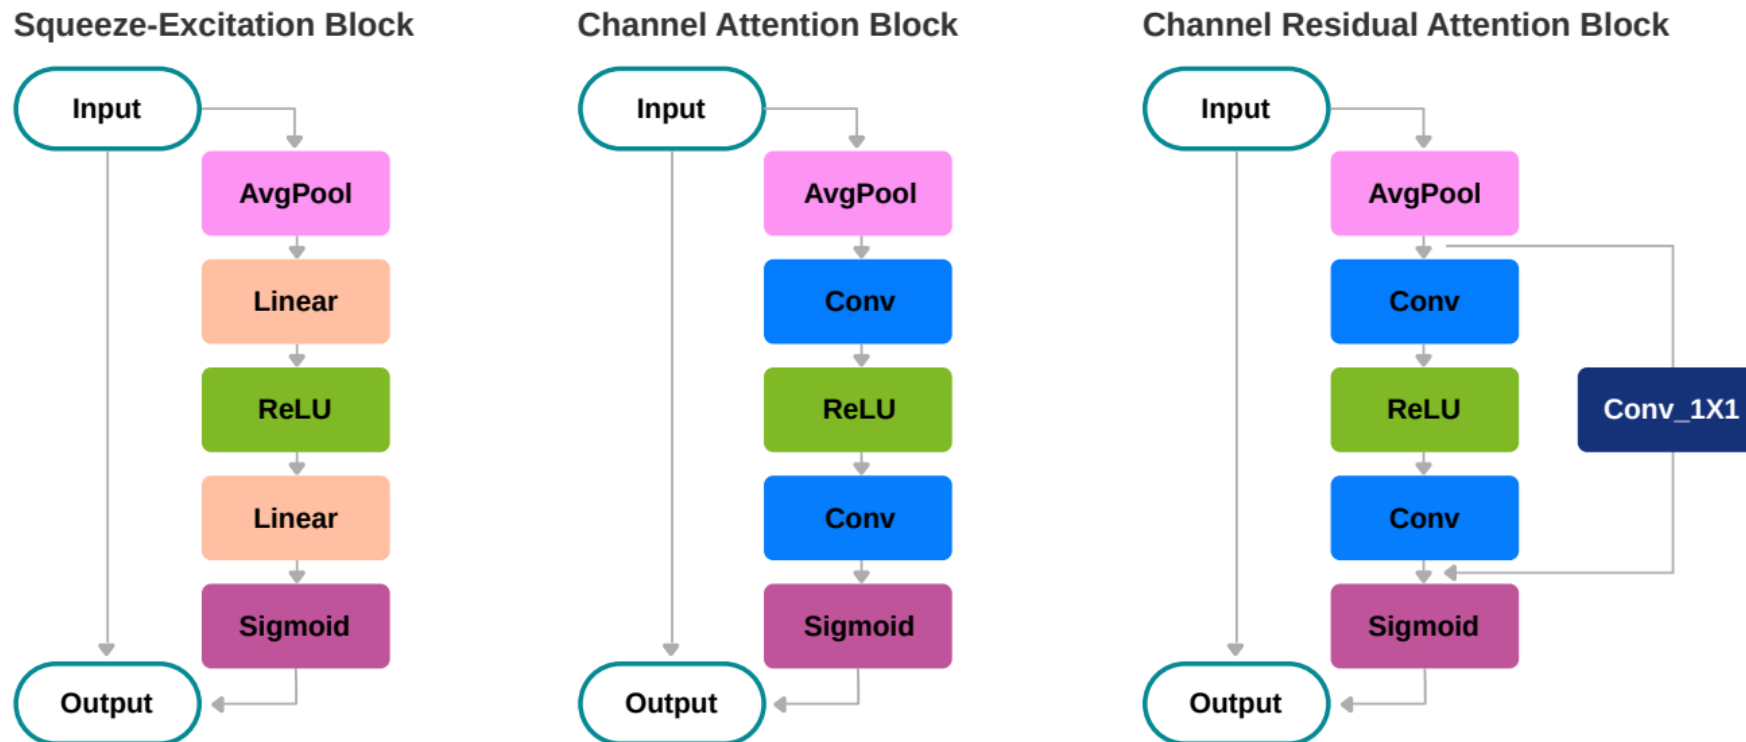 Squeeze-Excitation Block
Input
AvgPool
Linear
ReLU
Linear
Sigmoid
Output
Channel Attention Block
Input
AvgPool
Conv
ReLU
Conv
Sigmoid
Output
Channel Residual Attention Block
Input
AvgPool
Conv
ReLU
Conv_1X1
Conv
Sigmoid
Output